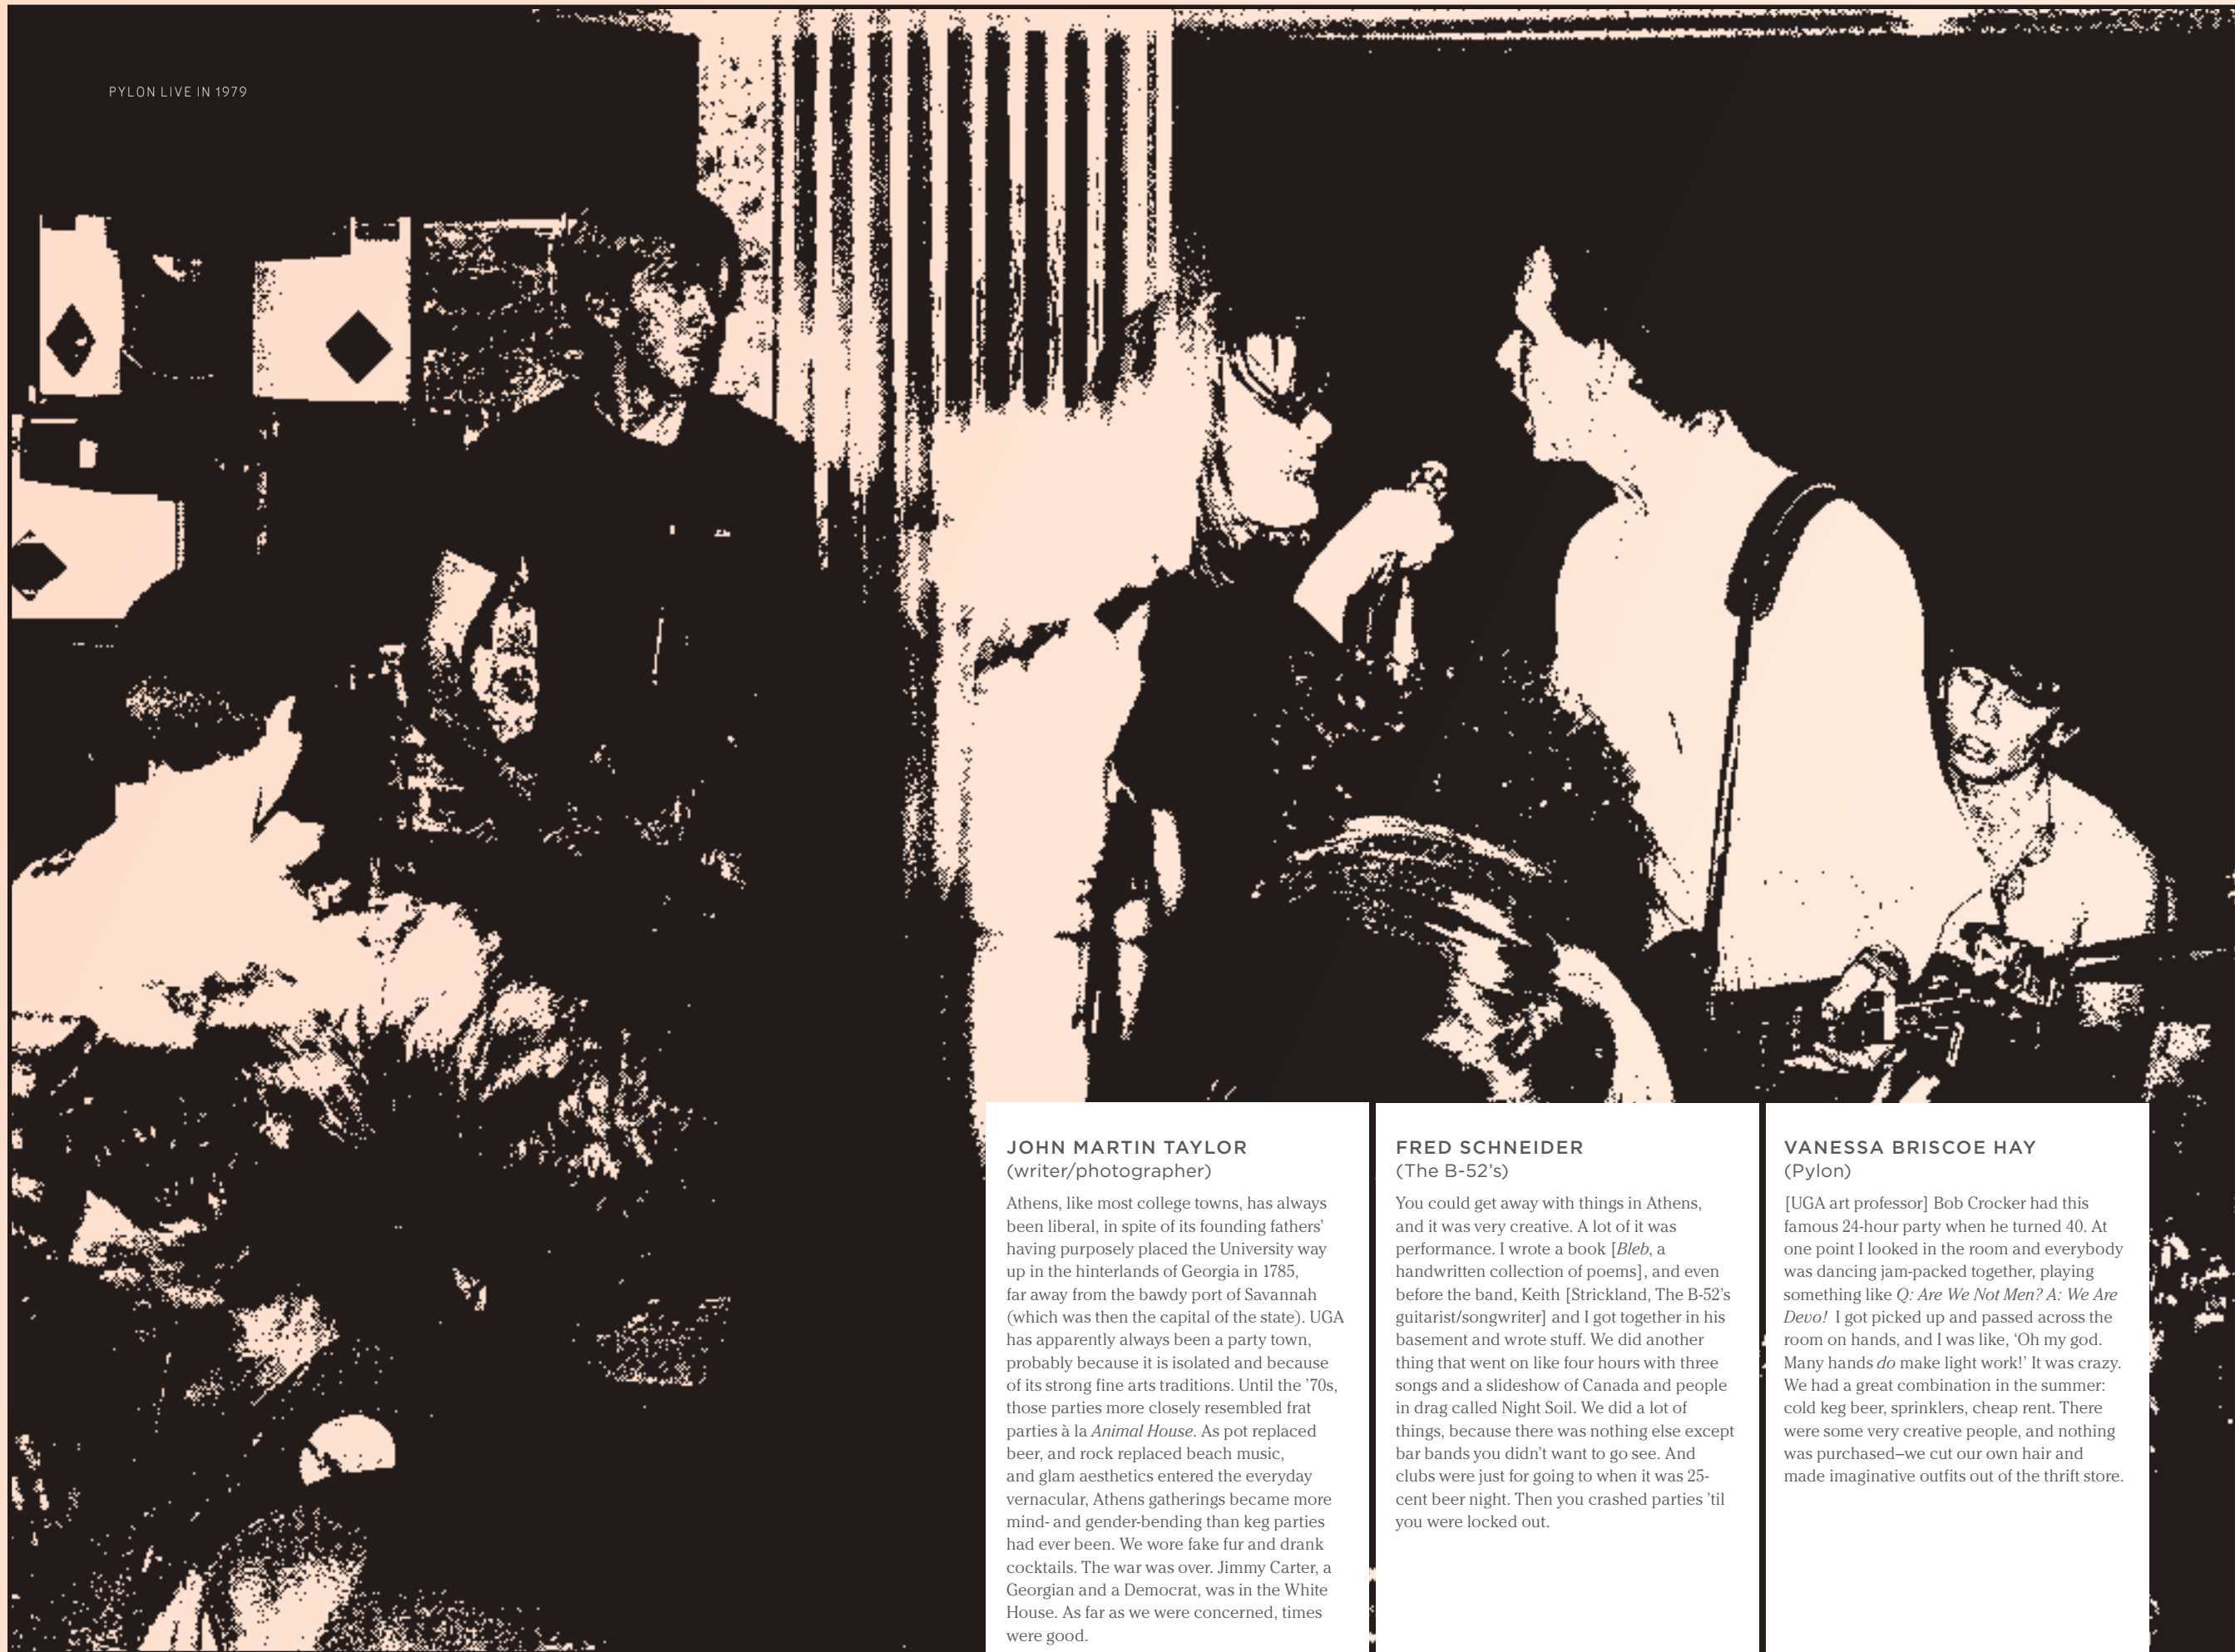 PYLON LIVE IN 1979
JOHN MARTIN TAYLOR
(writer/photographer)
Athens, like most college towns, has always
been liberal, in spite of its founding fathers’
having purposely placed the University way
up in the hinterlands of Georgia in 1785,
far away from the bawdy port of Savannah
(which was then the capital of the state). UGA
has apparently always been a party town,
probably because it is isolated and because
of its strong fine arts traditions. Until the ’70s,
those parties more closely resembled frat
parties à la Animal House. As pot replaced
beer, and rock replaced beach music,
and glam aesthetics entered the everyday
vernacular, Athens gatherings became more
mind- and gender-bending than keg parties
had ever been. We wore fake fur and drank
cocktails. The war was over. Jimmy Carter, a
Georgian and a Democrat, was in the White
House. As far as we were concerned, times
were good.
FRED SCHNEIDER
(The B-52’s)
You could get away with things in Athens,
and it was very creative. A lot of it was
performance. I wrote a book [Bleb, a
handwritten collection of poems], and even
before the band, Keith [Strickland, The B-52’s
guitarist/songwriter] and I got together in his
basement and wrote stuff. We did another
thing that went on like four hours with three
songs and a slideshow of Canada and people
in drag called Night Soil. We did a lot of
things, because there was nothing else except
bar bands you didn’t want to go see. And
clubs were just for going to when it was 25-
cent beer night. Then you crashed parties ’til
you were locked out.
VANESSA BRISCOE HAY
(Pylon)
[UGA art professor] Bob Crocker had this
famous 24-hour party when he turned 40. At
one point I looked in the room and everybody
was dancing jam-packed together, playing
something like Q: Are We Not Men? A: We Are
Devo! I got picked up and passed across the
room on hands, and I was like, ‘Oh my god.
Many hands do make light work!’ It was crazy.
We had a great combination in the summer:
cold keg beer, sprinklers, cheap rent. There
were some very creative people, and nothing
was purchased–we cut our own hair and
made imaginative outfits out of the thrift store.